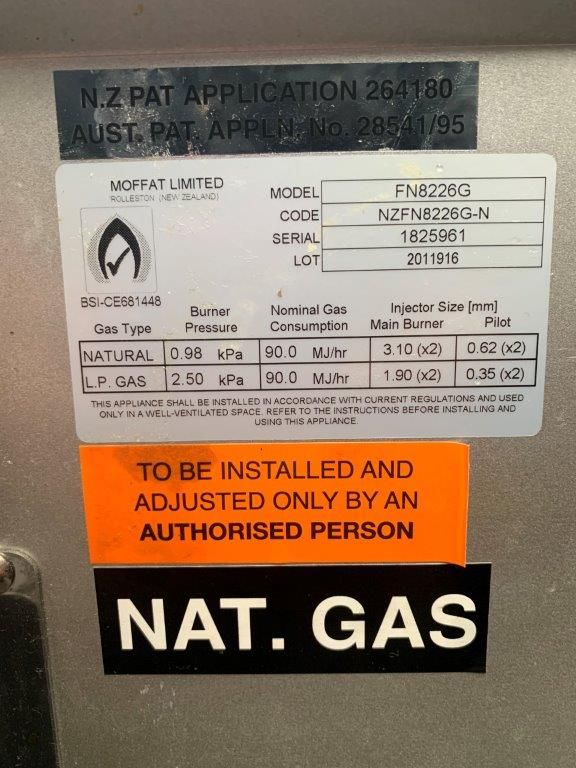 N.Z PAT APPLICATION 264180
AUST. PAT. APPLN. No. 28541/95
MOFFAT LIMITED
ROLLESTON (NEW ZEALAND)
BSI-CE681448
MODEL FN8226G
CODE NZFN8226G-N
SERIAL 1825961
LOT 2011916
Gas Type Burner Pressure Nominal Gas Consumption Injector Size [mm] Main Burner Pilot
NATURAL 0.98 kPa 90.0 MJ/hr 3.10 (x2) 0.62 (x2)
L.P. GAS 2.50 kPa 90.0 MJ/hr 1.90 (x2) 0.35 (x2)
THIS APPLIANCE SHALL BE INSTALLED IN ACCORDANCE WITH CURRENT REGULATIONS AND USED
ONLY IN A WELL-VENTILATED SPACE. REFER TO THE INSTRUCTIONS BEFORE INSTALLING AND
USING THIS APPLIANCE.
TO BE INSTALLED AND
ADJUSTED ONLY BY AN
AUTHORISED PERSON
NAT. GAS